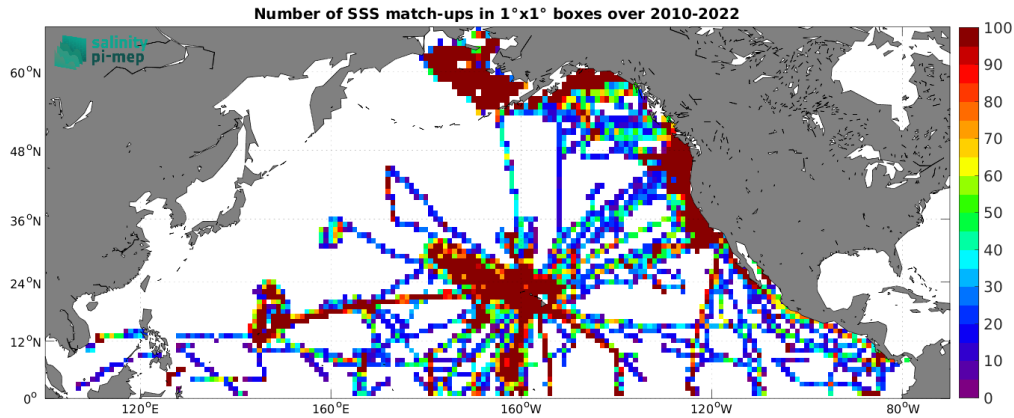 Number of SSS match-ups in 1°x1° boxes over 2010-2022
salinity
pi-mep
60°N
48°N
36°N
24°N
12°N
0°
120°E
160°E
160°W
120°W
80°W
100
90
80
70
60
50
40
30
20
10
0